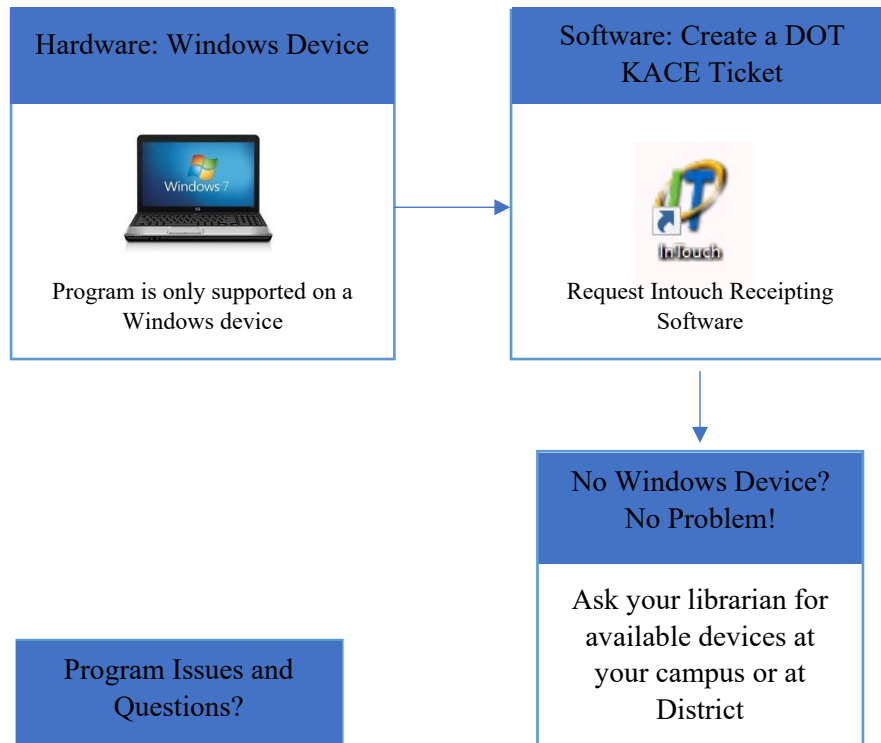 Hardware: Windows Device
Windows 7
Program is only supported on a
Windows device
Software: Create a DOT
KACE Ticket
IT
InTouch
Request Intouch Receipting
Software
No Windows Device?
No Problem!
Ask your librarian for
available devices at
your campus or at
District
Program Issues and
Questions?